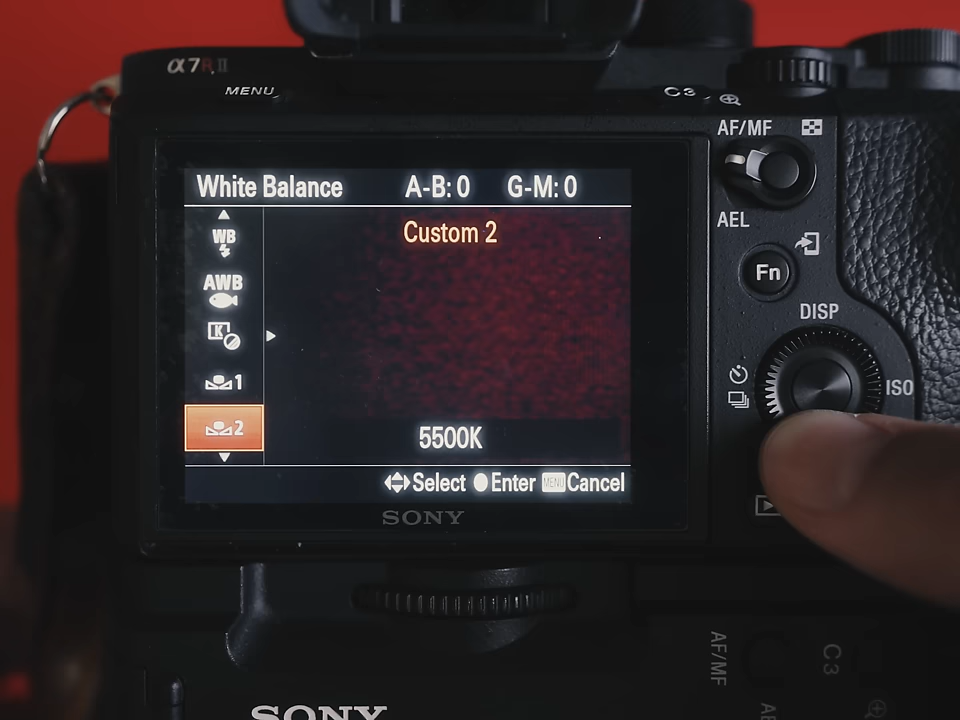 α7RII
MENU
C3
AF/MF
White Balance A-B: 0 G-M: 0
AEL
WB
Custom 2
AWB
Fn
K
DISP
1
ISO
2
5500K
Select Enter MENU Cancel
SONY
AF/MF
C3
SONY